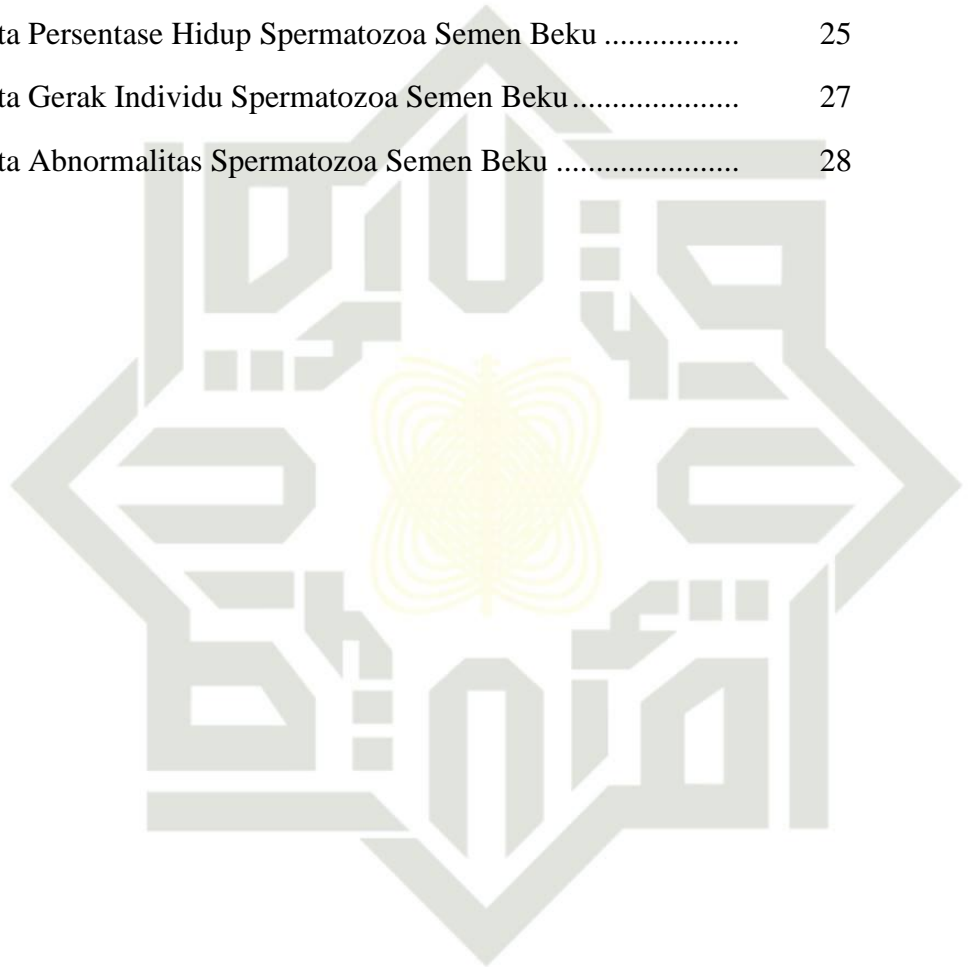 ta Persentase Hidup Spermatozoa Semen Beku ................. 25
ta Gerak Individu Spermatozoa Semen Beku..................... 27
ta Abnormalitas Spermatozoa Semen Beku ...................... 28